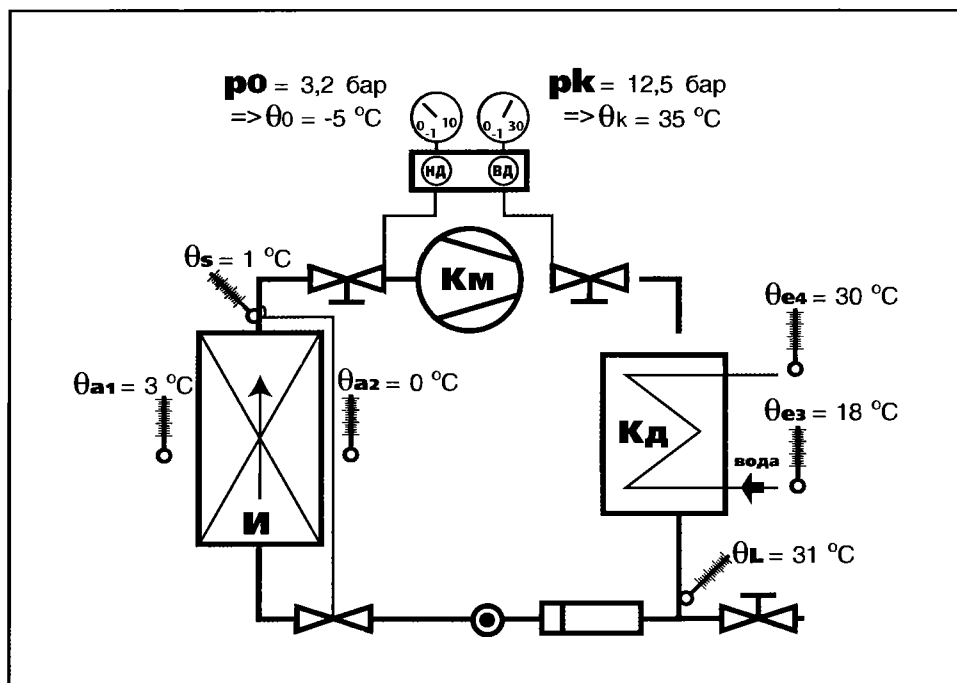 p0 = 3,2 бар
=> θ0 = -5 °C
pk = 12,5 бар
=> θk = 35 °C
0 -1 10
0 -1 30
НД
ВД
Км
θs = 1 °C
θa1 = 3 °C
θa2 = 0 °C
И
Кд
θe4 = 30 °C
θe3 = 18 °C
вода
θL = 31 °C